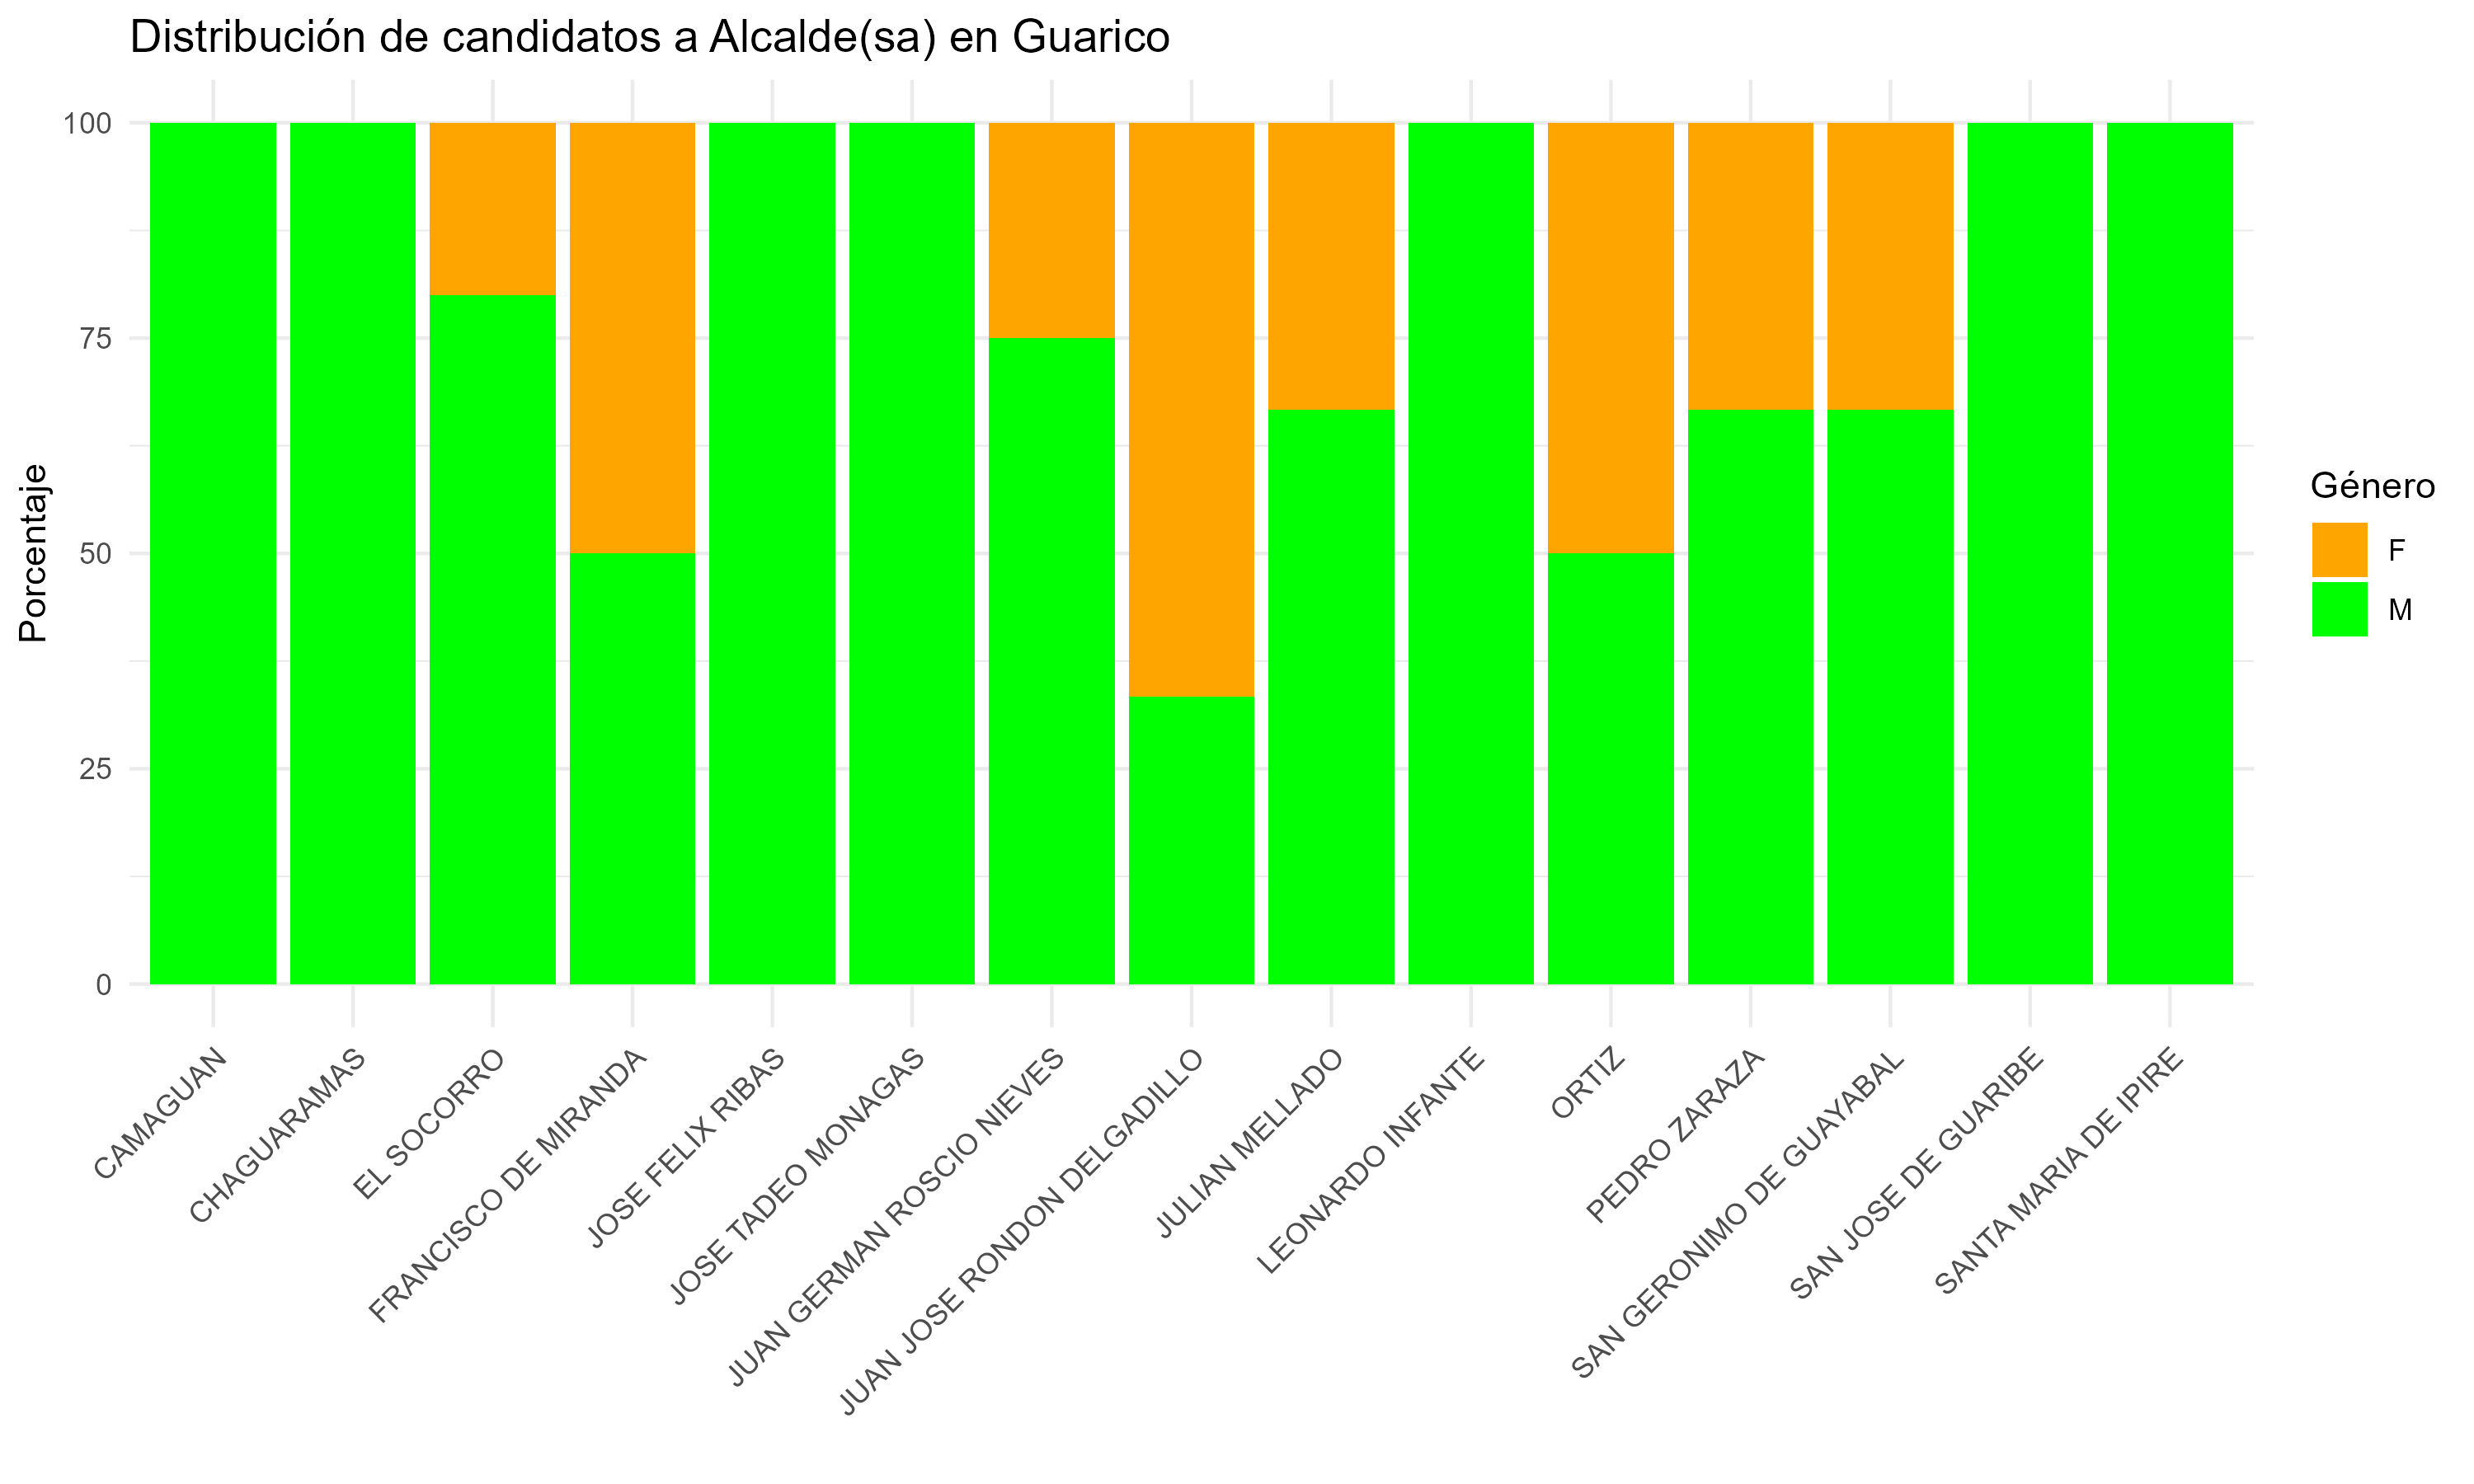 Distribución de candidatos a Alcalde(sa) en Guarico
Porcentaje
100
75
50
25
0
CAMAGUAN
CHAGUARAMAS
EL SOCORRO
FRANCISCO DE MIRANDA
JOSE FELIX RIBAS
JOSE TADEO MONAGAS
JUAN GERMAN ROSCIO NIEVES
JUAN JOSE RONDON DELGADILLO
JULIAN MELLADO
LEONARDO INFANTE
ORTIZ
PEDRO ZARAZA
SAN GERONIMO DE GUAYABAL
SAN JOSE DE GUARIBE
SANTA MARIA DE IPIRE
Género
F
M